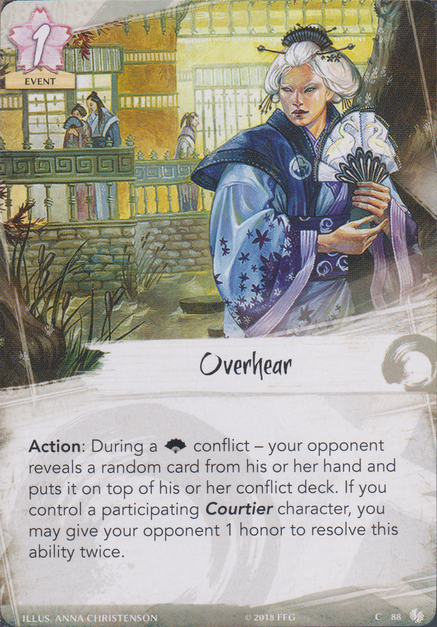 1
EVENT
Overhear
Action: During a conflict – your opponent
reveals a random card from his or her hand and
puts it on top of his or her conflict deck. If you
control a participating Courtier character, you
may give your opponent 1 honor to resolve this
ability twice.
ILLUS. ANNA CHRISTENSON © 2018 FFG C 88